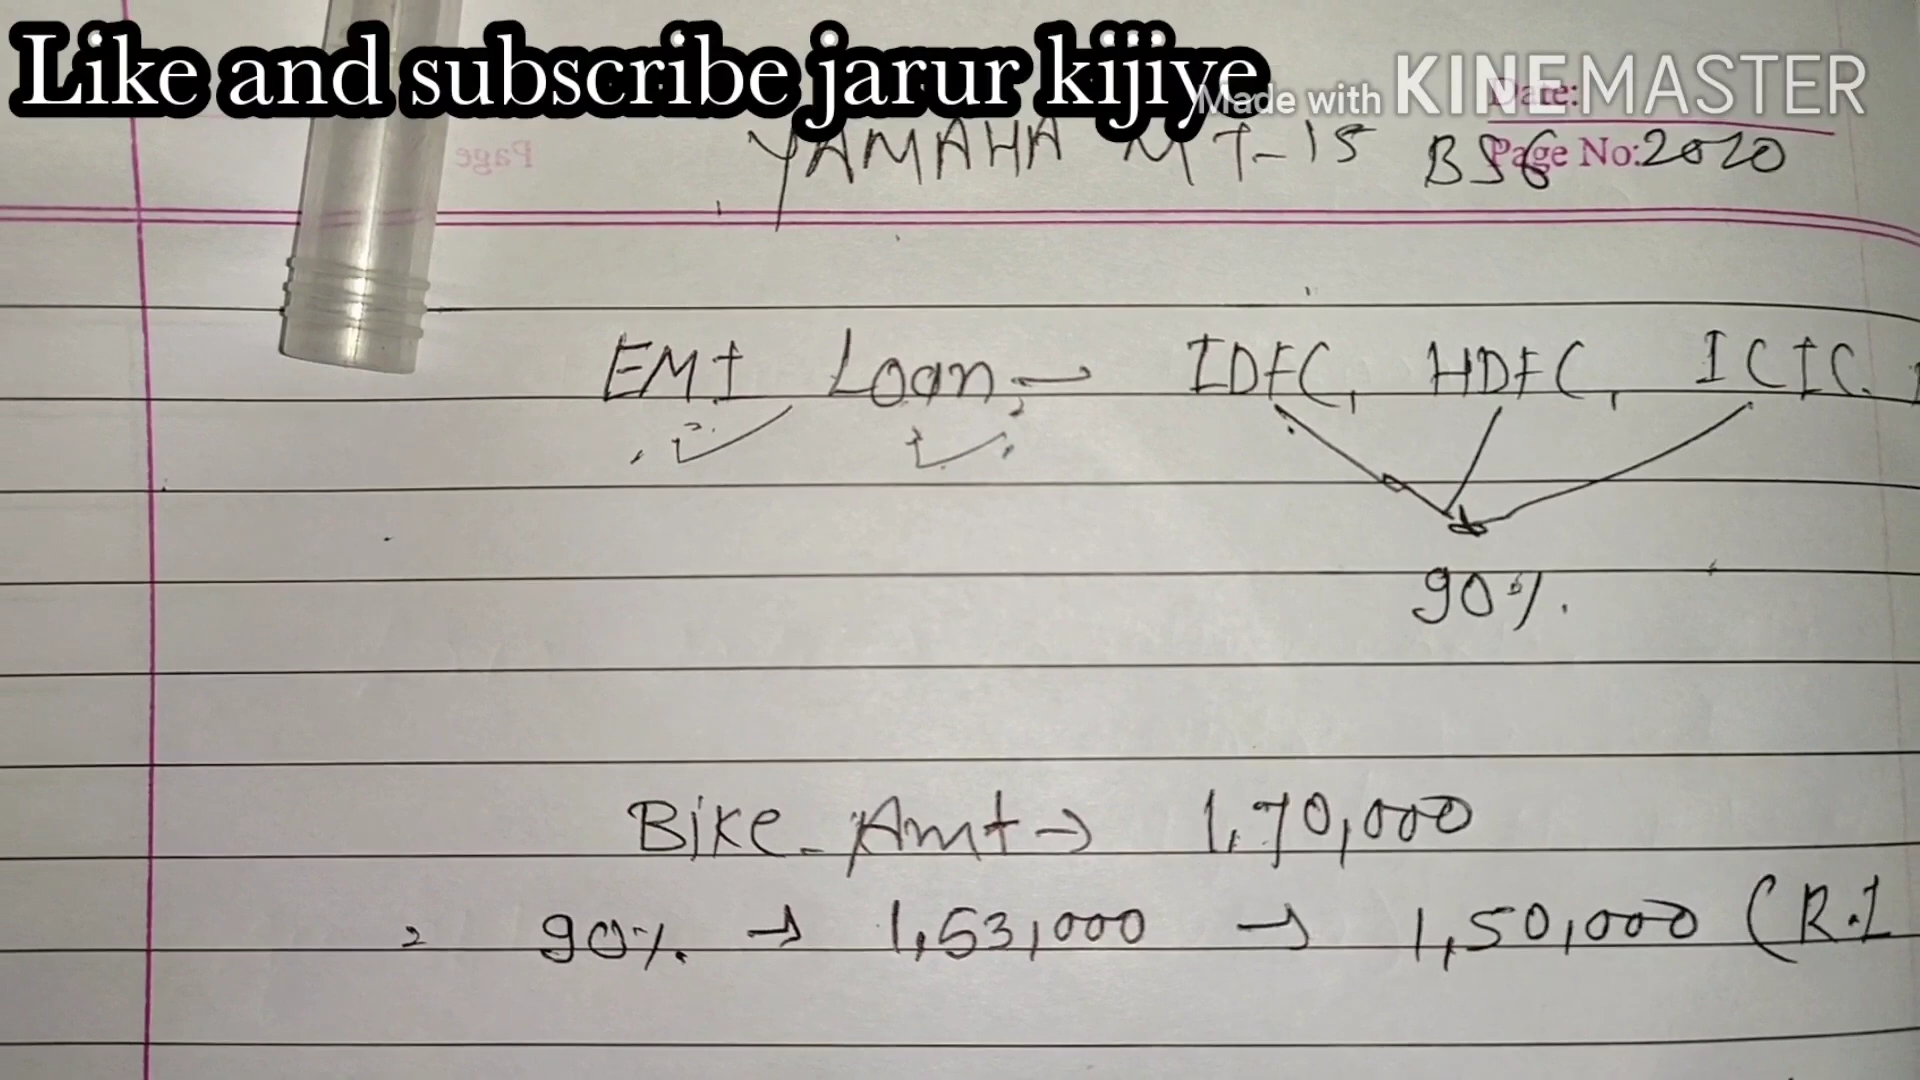 Like and subscribe jarur kijiye
Made with KINEMASTER
Date:
Page No:
Page
YAMAHA MT-15 BS6 2020
EMI Loan → IDFC, HDFC, ICIC
90%.
Bike Amt → 1,70,000
90%. → 1,53,000 → 1,50,000 (R.I